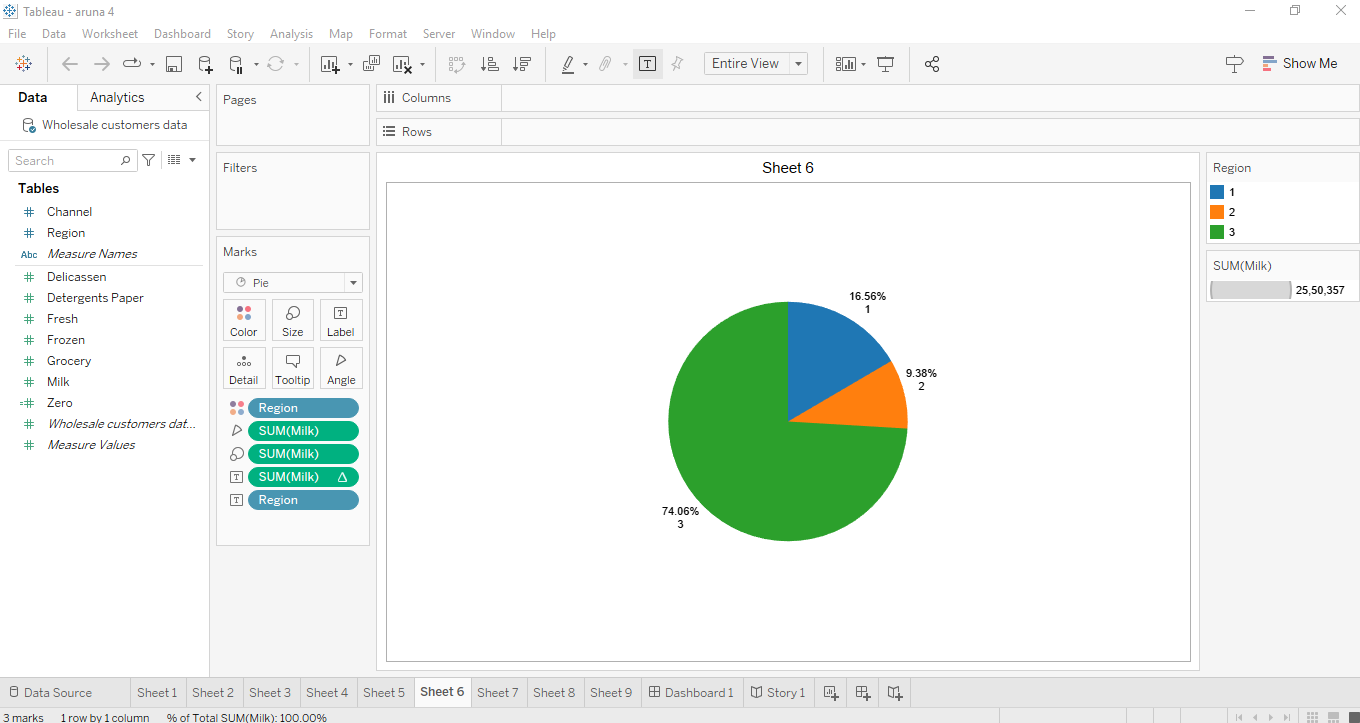 Tableau - aruna 4
File Data Worksheet Dashboard Story Analysis Map Format Server Window Help
Entire View
Show Me
Data Analytics
Wholesale customers data
Search
Tables
Channel
Region
Abc Measure Names
Delicassen
Detergents Paper
Fresh
Frozen
Grocery
Milk
Zero
Wholesale customers dat...
Measure Values
Pages
Filters
Marks
Pie
Color Size Label
Detail Tooltip Angle
Region
SUM(Milk)
SUM(Milk)
SUM(Milk)
Region
Columns
Rows
Sheet 6
16.56%
1
9.38%
2
74.06%
3
Region
1
2
3
SUM(Milk)
25,50,357
Data Source Sheet 1 Sheet 2 Sheet 3 Sheet 4 Sheet 5 Sheet 6 Sheet 7 Sheet 8 Sheet 9 Dashboard 1 Story 1
3 marks 1 row by 1 column % of Total SUM(Milk): 100.00%